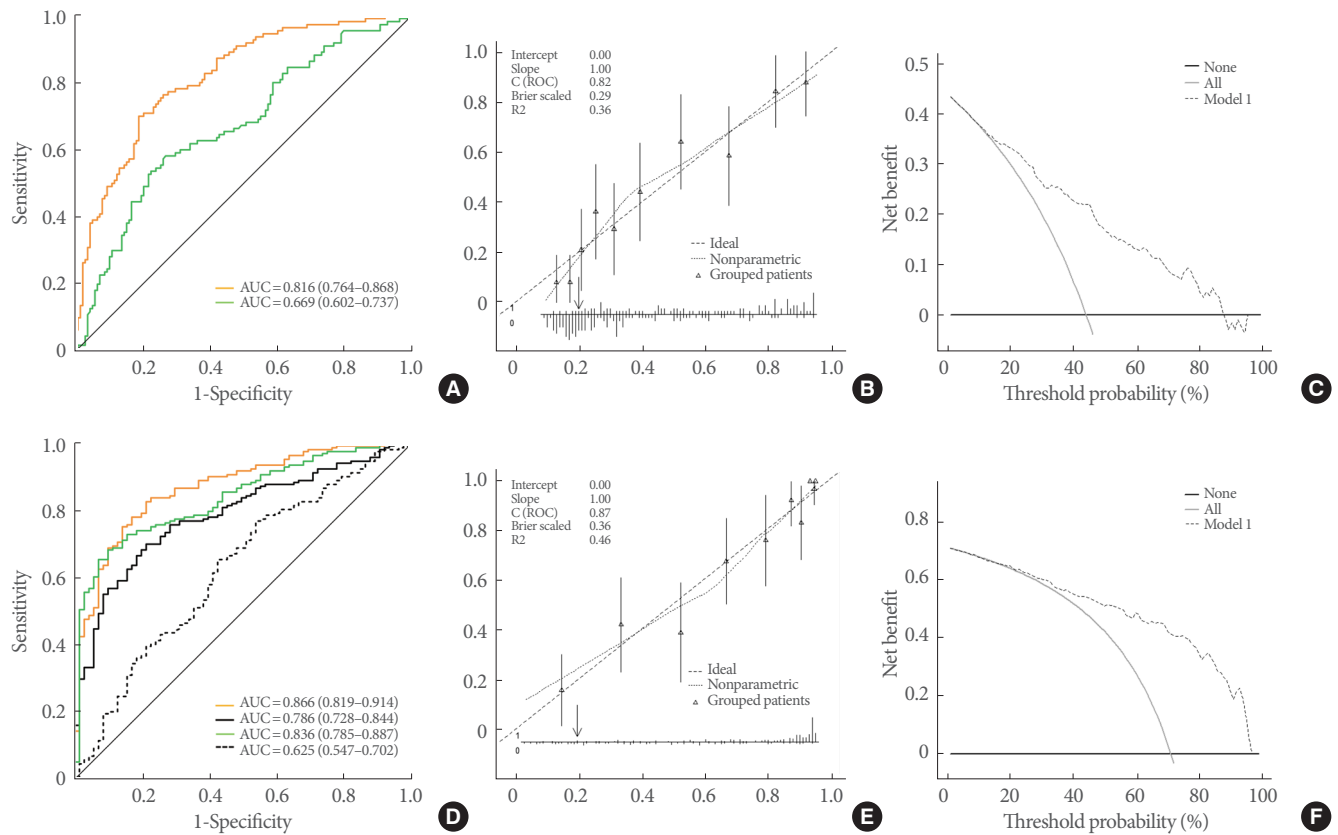 1.0
0.8
0.6
0.4
0.2
0
Sensitivity
0.2 0.4 0.6 0.8 1.0
1-Specificity
AUC=0.816 (0.764–0.868)
AUC=0.669 (0.602–0.737)
A
1.0
0.8
0.6
0.4
0.2
0
Intercept 0.00
Slope 1.00
C (ROC) 0.82
Brier scaled 0.29
R2 0.36
Ideal
Nonparametric
Grouped patients
1
0
0 0.2 0.4 0.6 0.8 1.0
B
0.5
0.4
0.3
0.2
0.1
0
Net benefit
None
All
Model 1
0 20 40 60 80 100
Threshold probability (%)
C
1.0
0.8
0.6
0.4
0.2
0
Sensitivity
0.2 0.4 0.6 0.8 1.0
1-Specificity
AUC=0.866 (0.819–0.914)
AUC=0.786 (0.728–0.844)
AUC=0.836 (0.785–0.887)
AUC=0.625 (0.547–0.702)
D
1.0
0.8
0.6
0.4
0.2
0
Intercept 0.00
Slope 1.00
C (ROC) 0.87
Brier scaled 0.36
R2 0.46
Ideal
Nonparametric
Grouped patients
1
0
0 0.2 0.4 0.6 0.8 1.0
E
0.8
0.6
0.4
0.2
0
Net benefit
None
All
Model 1
0 20 40 60 80 100
Threshold probability (%)
F